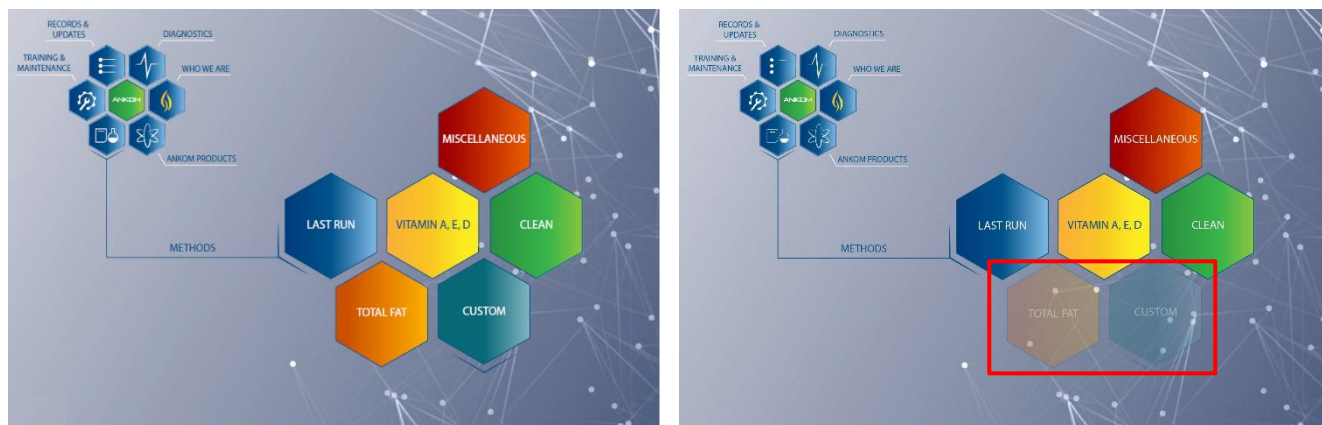 RECORDS &
UPDATES
DIAGNOSTICS
TRAINING &
MAINTENANCE
WHO WE ARE
ANKOM
ANKOM PRODUCTS
MISCELLANEOUS
LAST RUN
VITAMIN A, E, D
CLEAN
METHODS
TOTAL FAT
CUSTOM
RECORDS &
UPDATES
DIAGNOSTICS
TRAINING &
MAINTENANCE
WHO WE ARE
ANKOM
ANKOM PRODUCTS
MISCELLANEOUS
LAST RUN
VITAMIN A, E, D
CLEAN
METHODS
TOTAL FAT
CUSTOM